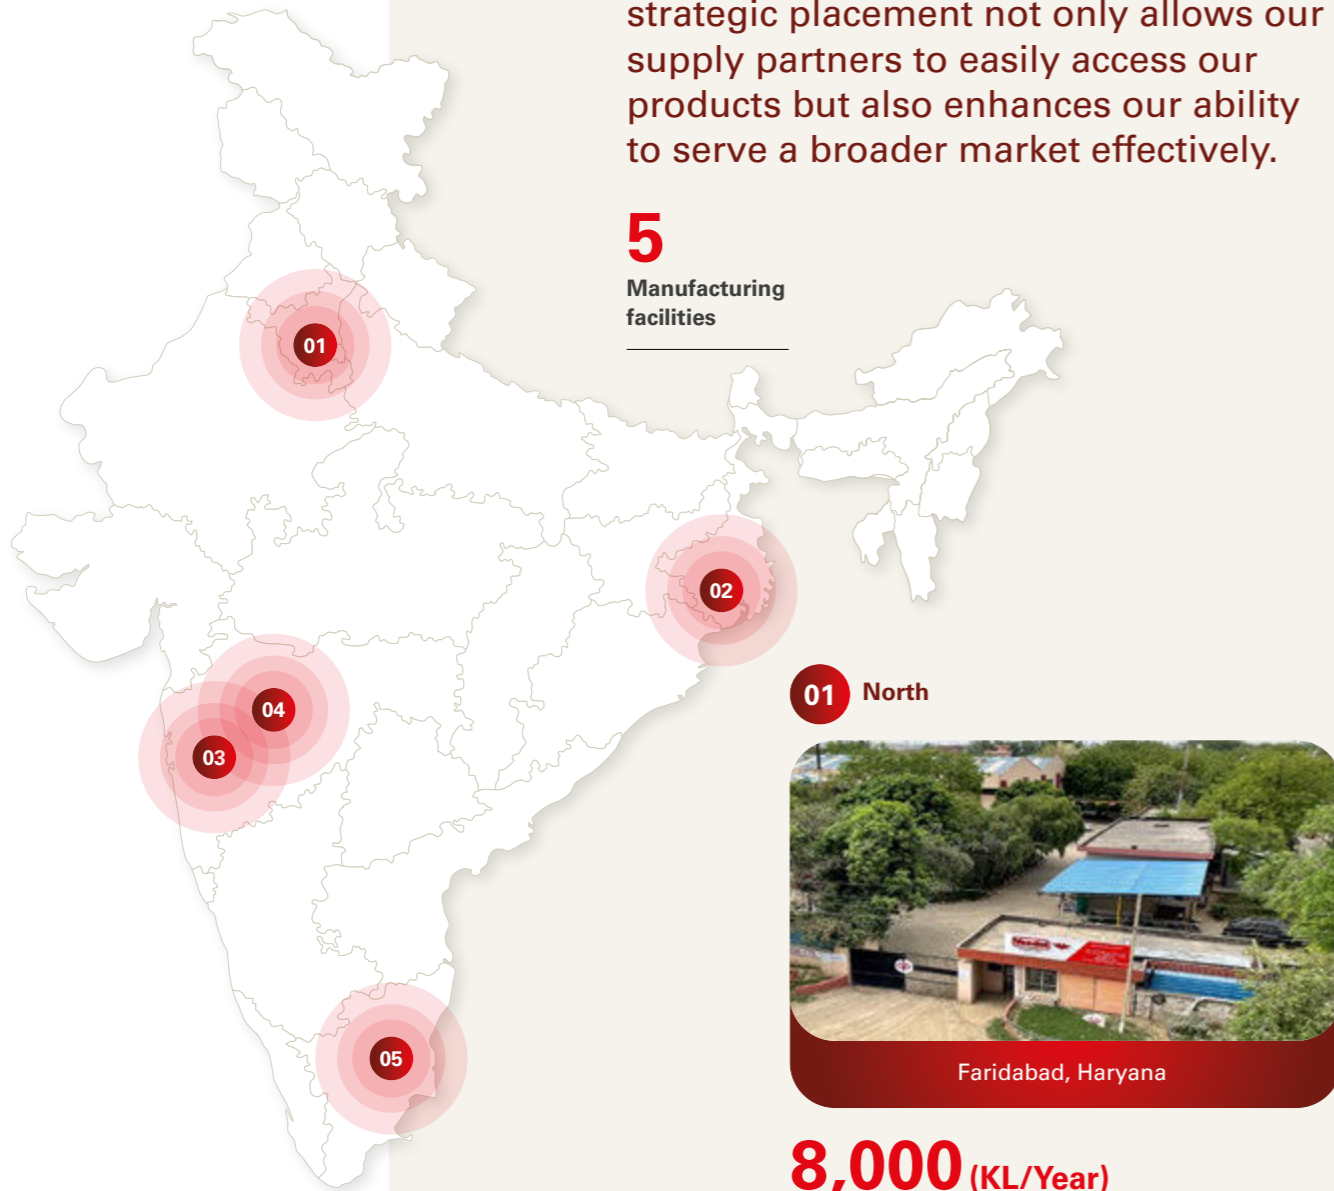 strategic placement not only allows our
supply partners to easily access our
products but also enhances our ability
to serve a broader market effectively.
5
Manufacturing
facilities
01
02
04
03
05
01 North
Faridabad, Haryana
8,000 (KL/Year)